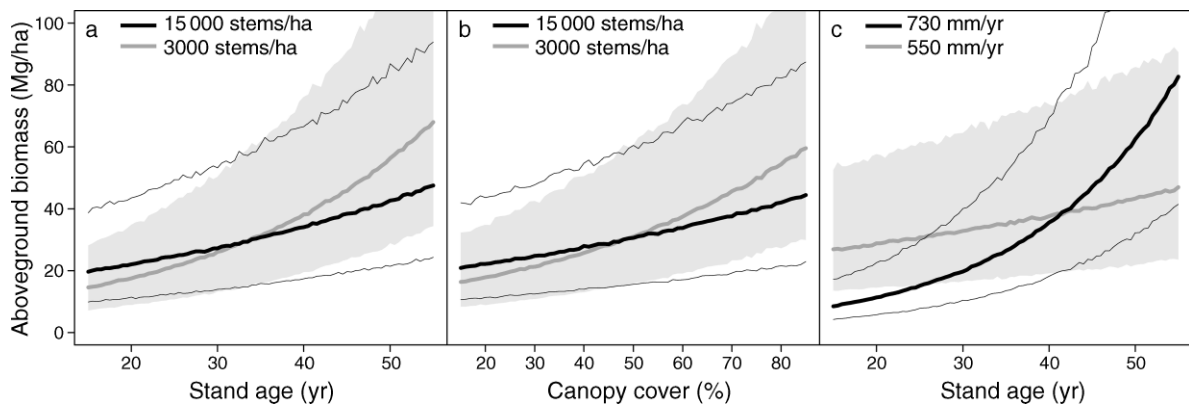 Aboveground biomass (Mg/ha)
100
80
60
40
20
0
a
15 000 stems/ha
3000 stems/ha
20 30 40 50
Stand age (yr)
b
15 000 stems/ha
3000 stems/ha
20 30 40 50 60 70 80
Canopy cover (%)
c
730 mm/yr
550 mm/yr
20 30 40 50
Stand age (yr)